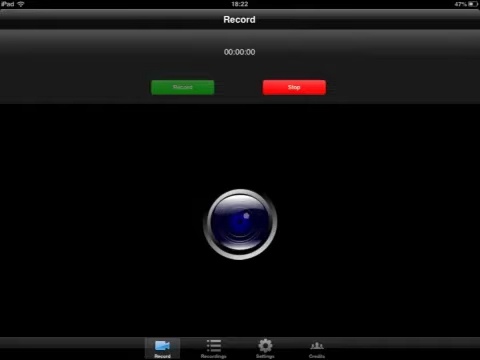 iPad 18:22 47%
Record
00:00:00
Record Stop
Record Recordings Settings Credits